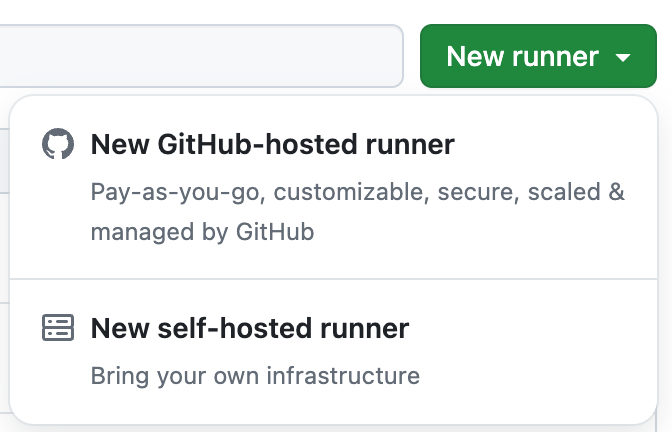 New runner
New GitHub-hosted runner
Pay-as-you-go, customizable, secure, scaled &
managed by GitHub
New self-hosted runner
Bring your own infrastructure